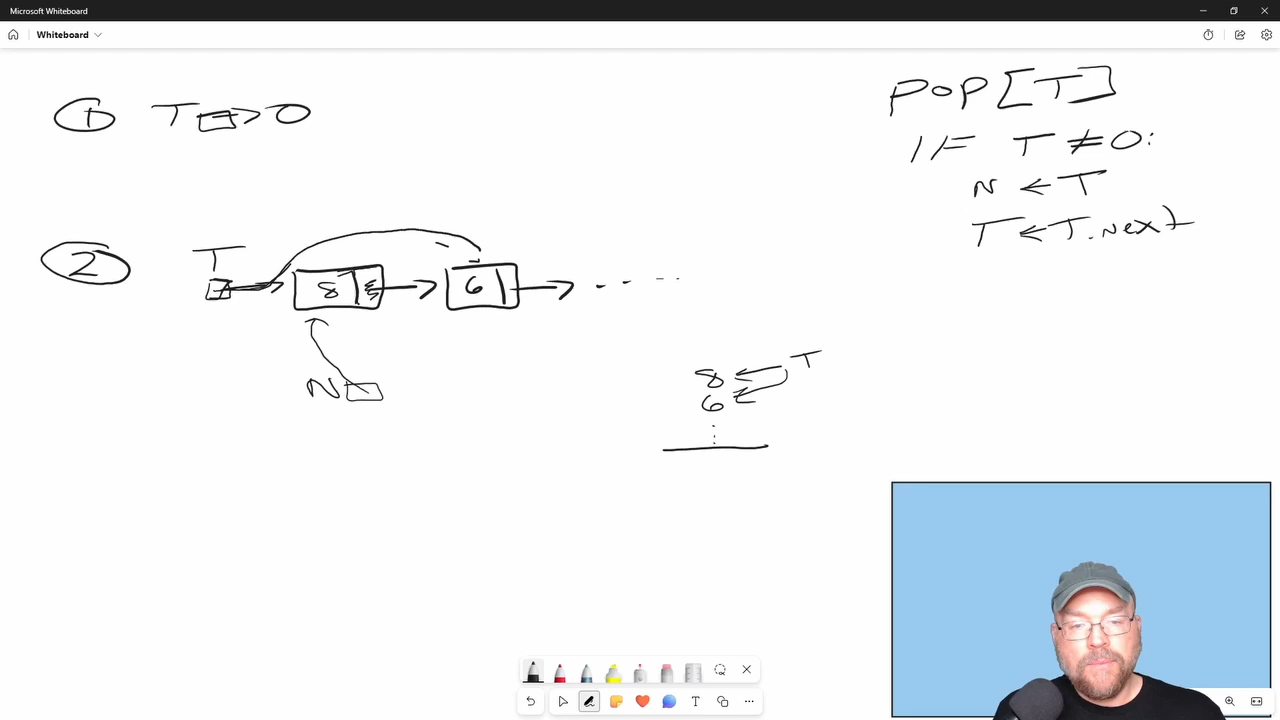 Microsoft Whiteboard
Whiteboard
① T → 0
pop[T]
IF T ≠ 0:
N ← T
T ← T.next
② T
8 → 6 → ....
N
T
8
6
⋮
T